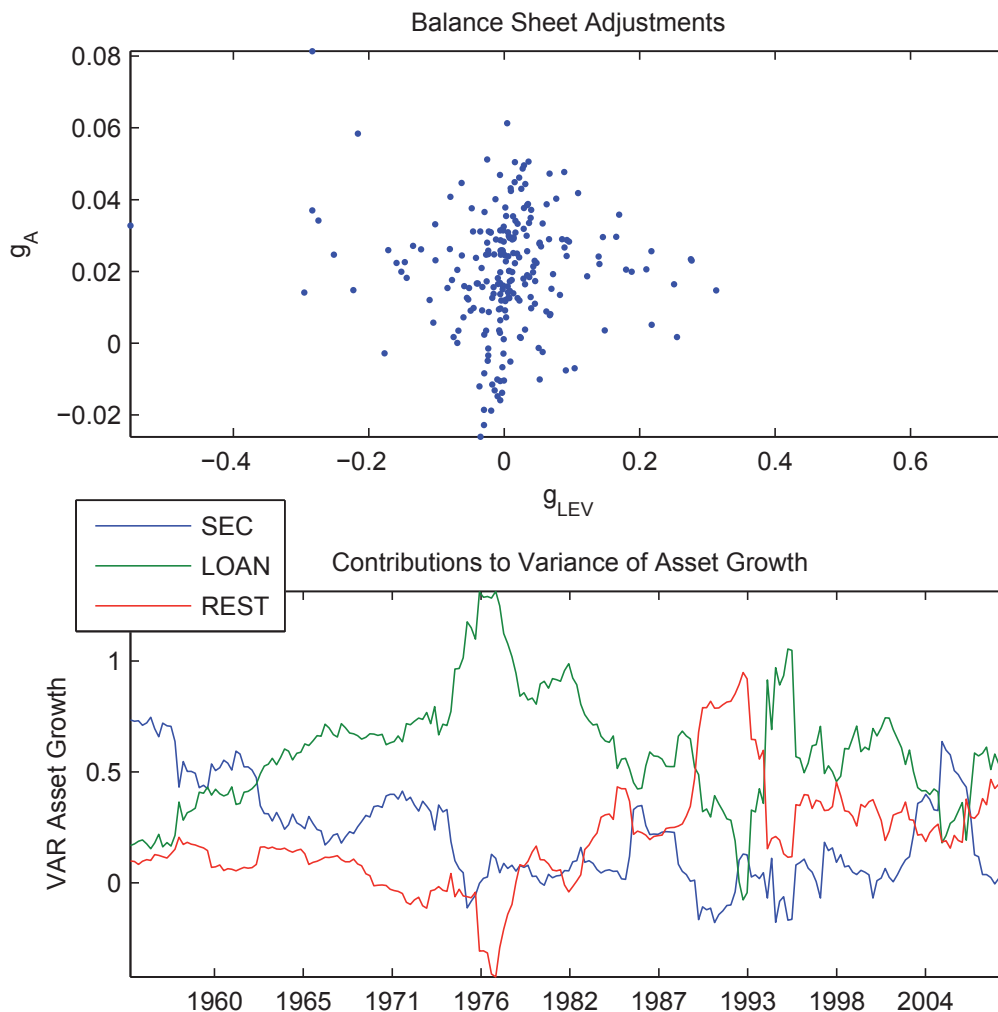 Balance Sheet Adjustments
0.08
0.06
0.04
0.02
0
−0.02
g_A
−0.4 −0.2 0 0.2 0.4 0.6
g_LEV
SEC
LOAN
REST
Contributions to Variance of Asset Growth
1
0.5
0
VAR Asset Growth
1960 1965 1971 1976 1982 1987 1993 1998 2004